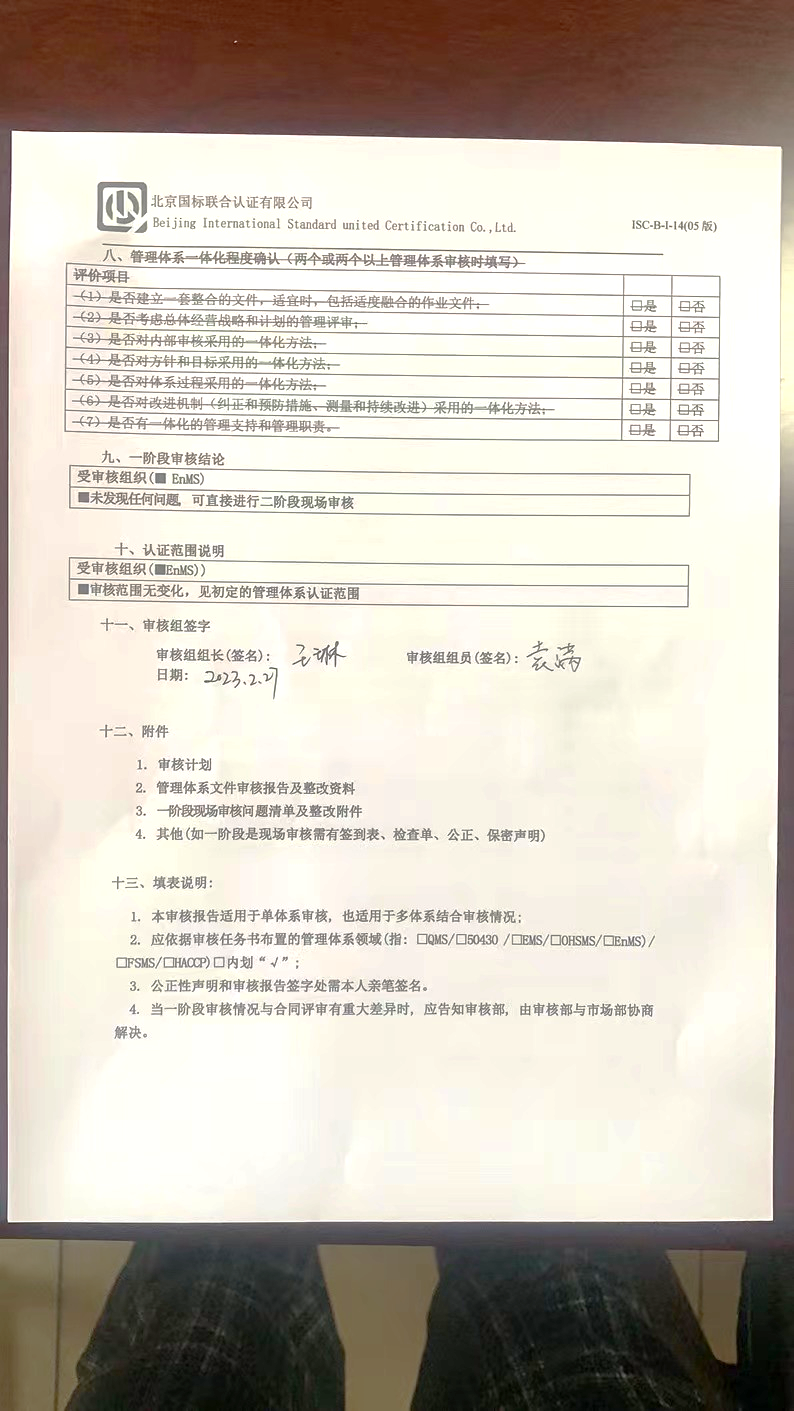 北京国标联合认证有限公司
Beijing International Standard united Certification Co.,Ltd.
ISC-B-I-14(05版)
八、管理体系一体化程度确认（两个或两个以上管理体系审核时填写）
评价项目
（1）是否建立一套整合的文件，适宜时，包括适度融合的作业文件； □是 □否
（2）是否考虑总体经营战略和计划的管理评审； □是 □否
（3）是否对内部审核采用的一体化方法； □是 □否
（4）是否对方针和目标采用的一体化方法； □是 □否
（5）是否对体系过程采用的一体化方法； □是 □否
（6）是否对改进机制（纠正和预防措施、测量和持续改进）采用的一体化方法； □是 □否
（7）是否有一体化的管理支持和管理职责。 □是 □否
九、一阶段审核结论
受审核组织(■ EnMS)
■未发现任何问题，可直接进行二阶段现场审核
十、认证范围说明
受审核组织(■EnMS))
■审核范围无变化，见初定的管理体系认证范围
十一、审核组签字
审核组组长(签名)： 王琳 审核组组员(签名)： 袁满
日期： 2023.2.27
十二、附件
1. 审核计划
2. 管理体系文件审核报告及整改资料
3. 一阶段现场审核问题清单及整改附件
4. 其他(如一阶段是现场审核需有签到表、检查单、公正、保密声明)
十三、填表说明：
1. 本审核报告适用于单体系审核，也适用于多体系结合审核情况；
2. 应依据审核任务书布置的管理体系领域(指：□QMS/□50430 /□EMS/□OHSMS/□EnMS)/
□FSMS/□HACCP)□内划“√”；
3. 公正性声明和审核报告签字处需本人亲笔签名。
4. 当一阶段审核情况与合同评审有重大差异时，应告知审核部，由审核部与市场部协商
解决。